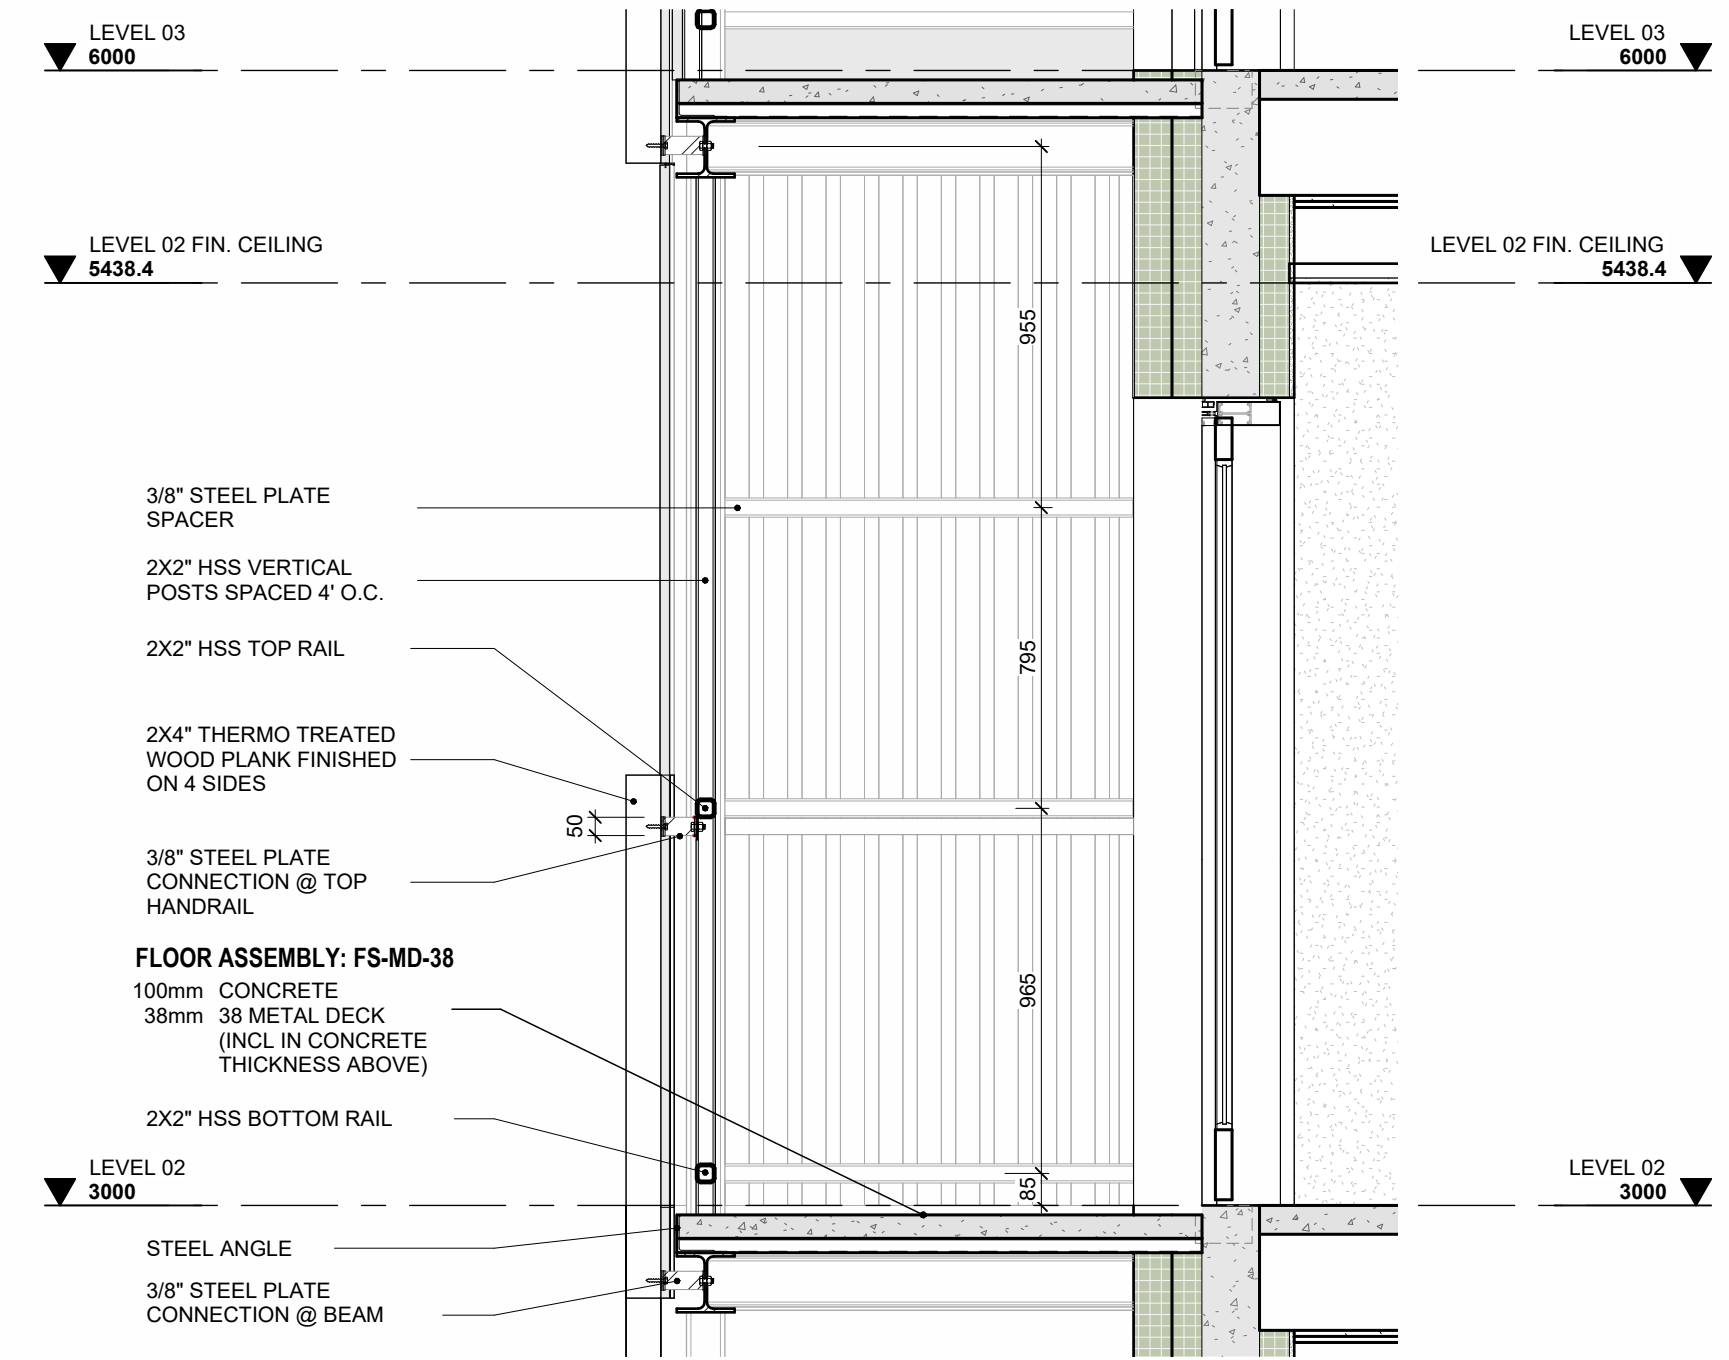 LEVEL 03
6000
LEVEL 03
6000
LEVEL 02 FIN. CEILING
5438.4
LEVEL 02 FIN. CEILING
5438.4
955
3/8" STEEL PLATE
SPACER
2X2" HSS VERTICAL
POSTS SPACED 4' O.C.
2X2" HSS TOP RAIL
795
2X4" THERMO TREATED
WOOD PLANK FINISHED
ON 4 SIDES
50
3/8" STEEL PLATE
CONNECTION @ TOP
HANDRAIL
FLOOR ASSEMBLY: FS-MD-38
100mm CONCRETE
38mm 38 METAL DECK
(INCL IN CONCRETE
THICKNESS ABOVE)
965
2X2" HSS BOTTOM RAIL
LEVEL 02
3000
85
LEVEL 02
3000
STEEL ANGLE
3/8" STEEL PLATE
CONNECTION @ BEAM